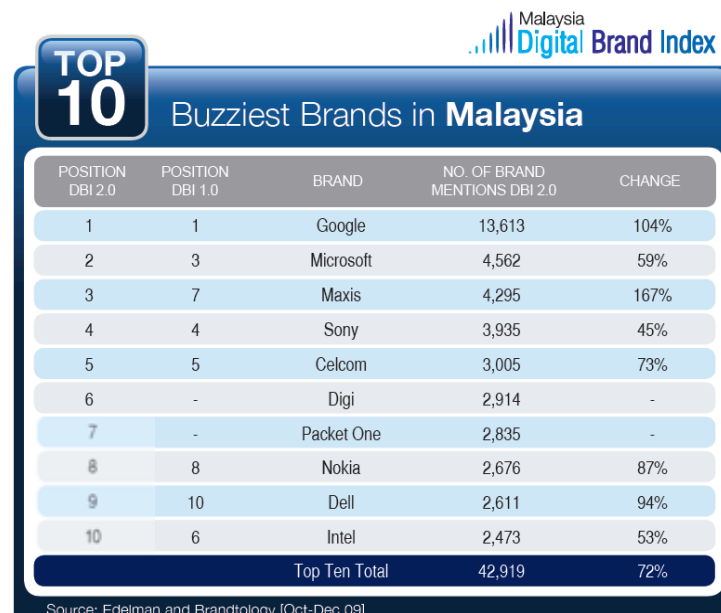 Malaysia
Digital Brand Index
TOP
10
Buzziest Brands in Malaysia
POSITION DBI 2.0 POSITION DBI 1.0 BRAND NO. OF BRAND MENTIONS DBI 2.0 CHANGE
1 1 Google 13,613 104%
2 3 Microsoft 4,562 59%
3 7 Maxis 4,295 167%
4 4 Sony 3,935 45%
5 5 Celcom 3,005 73%
6 - Digi 2,914 -
7 - Packet One 2,835 -
8 8 Nokia 2,676 87%
9 10 Dell 2,611 94%
10 6 Intel 2,473 53%
Top Ten Total 42,919 72%
Source: Edelman and Brandtology [Oct-Dec 09]